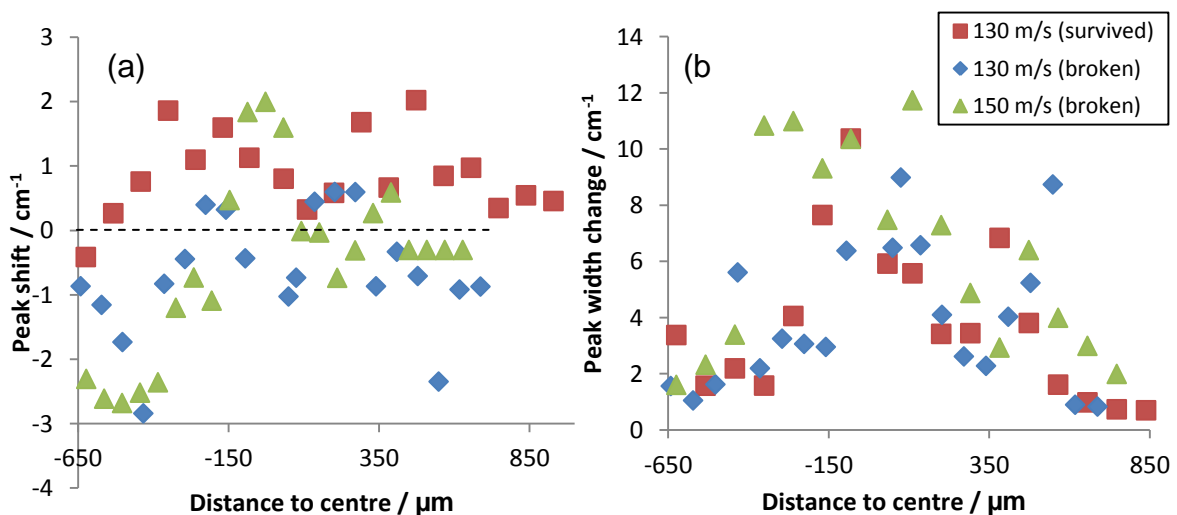 (a)
Peak shift / cm-1
3
2
1
0
-1
-2
-3
-4
-650 -150 350 850
Distance to centre / µm
(b
Peak width change / cm-1
14
12
10
8
6
4
2
0
-650 -150 350 850
Distance to centre / µm
130 m/s (survived)
130 m/s (broken)
150 m/s (broken)